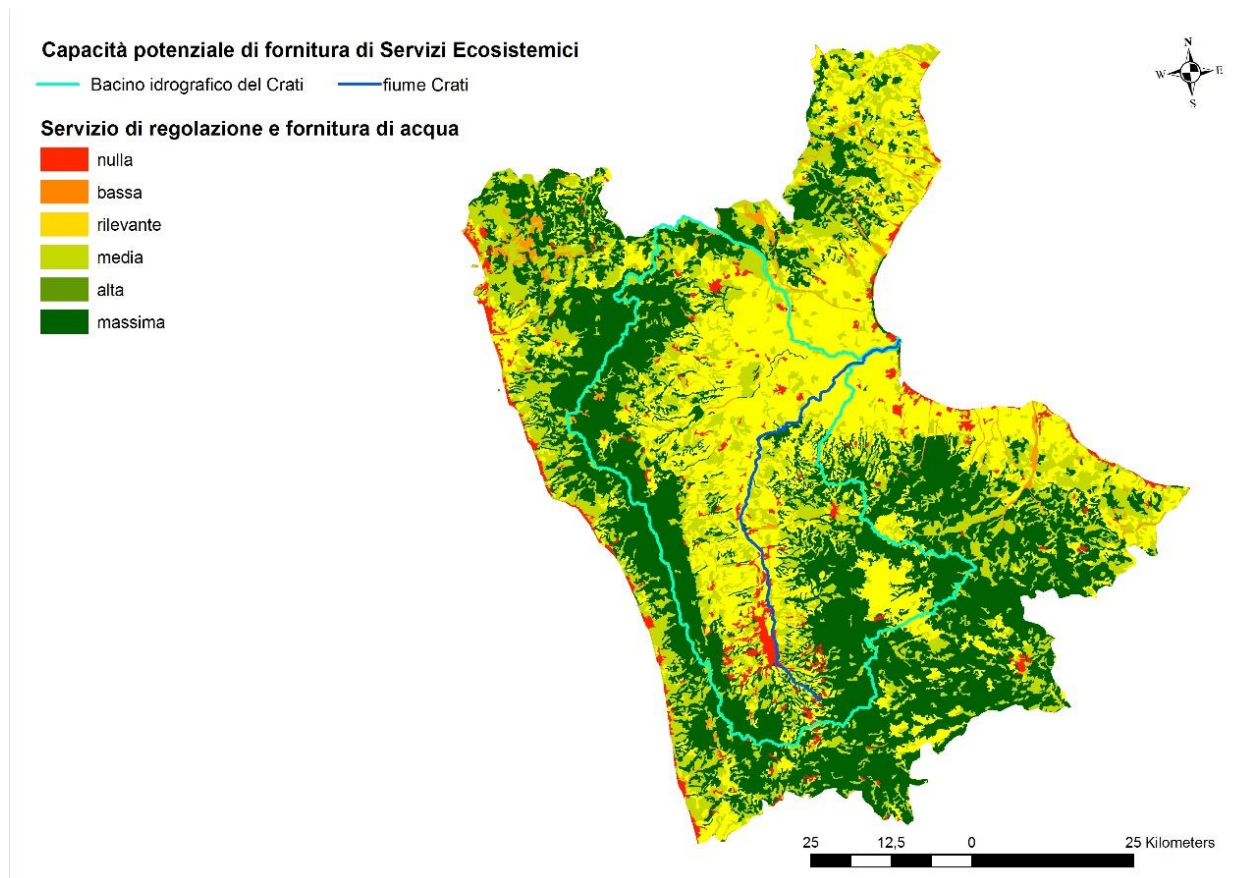 Capacità potenziale di fornitura di Servizi Ecosistemici
Bacino idrografico del Crati
fiume Crati
Servizio di regolazione e fornitura di acqua
nulla
bassa
rilevante
media
alta
massima
N
W
E
S
25 12,5 0 25 Kilometers